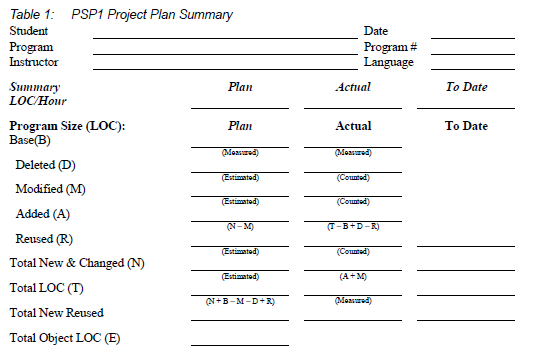 Table 1: PSP1 Project Plan Summary
Student Date
Program Program #
Instructor Language
Summary Plan Actual To Date
LOC/Hour
Program Size (LOC): Plan Actual To Date
Base(B)
(Measured) (Measured)
Deleted (D)
(Estimated) (Counted)
Modified (M)
(Estimated) (Counted)
Added (A)
(N – M) (T – B + D – R)
Reused (R)
(Estimated) (Counted)
Total New & Changed (N)
(Estimated) (A + M)
Total LOC (T)
(N + B – M – D + R) (Measured)
Total New Reused
Total Object LOC (E)